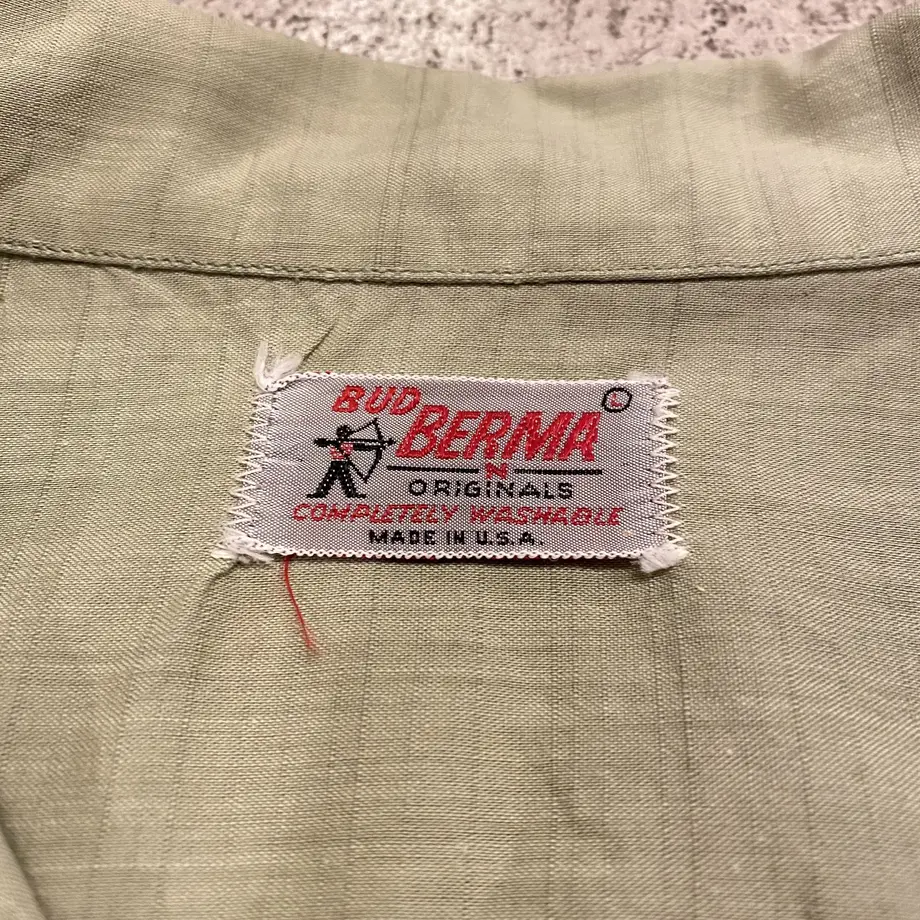 BUD
BERMA
L
N
ORIGINALS
COMPLETELY WASHABLE
MADE IN U.S.A.